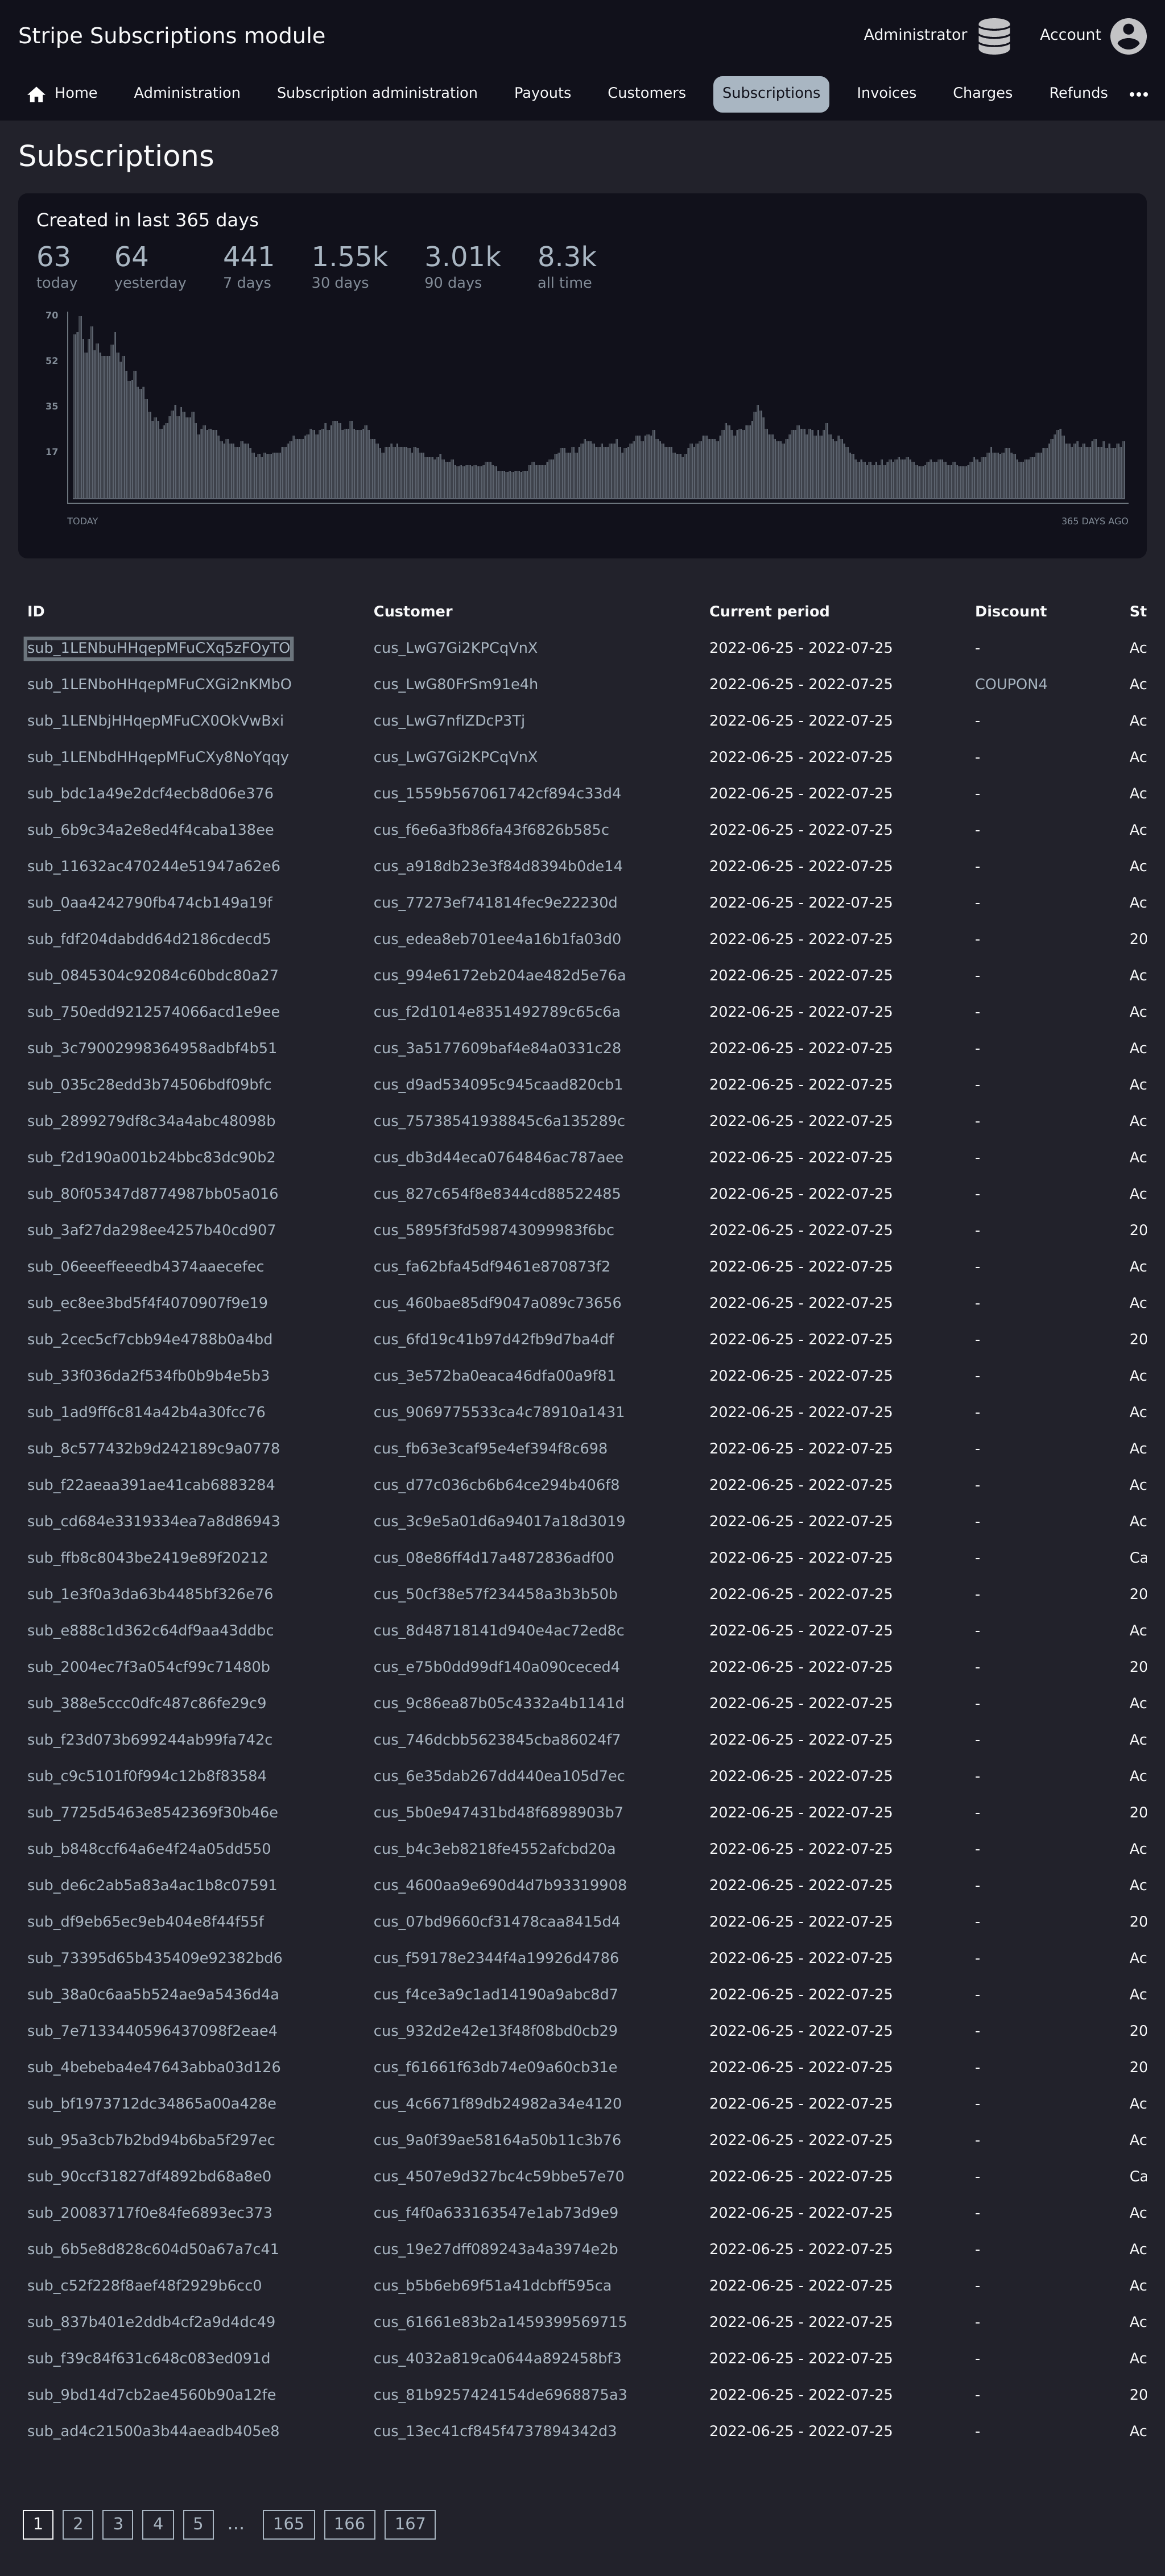 Stripe Subscriptions module
Administrator
Account
Home Administration Subscription administration Payouts Customers Subscriptions Invoices Charges Refunds •••
Subscriptions
Created in last 365 days
63 64 441 1.55k 3.01k 8.3k
today yesterday 7 days 30 days 90 days all time
70
52
35
17
TODAY 365 DAYS AGO
ID Customer Current period Discount St
sub_1LENbuHHqepMFuCXq5zFOyTO cus_LwG7Gi2KPCqVnX 2022-06-25 - 2022-07-25 - Ac
sub_1LENboHHqepMFuCXGi2nKMbO cus_LwG80FrSm91e4h 2022-06-25 - 2022-07-25 COUPON4 Ac
sub_1LENbjHHqepMFuCX0OkVwBxi cus_LwG7nfIZDcP3Tj 2022-06-25 - 2022-07-25 - Ac
sub_1LENbdHHqepMFuCXy8NoYqqy cus_LwG7Gi2KPCqVnX 2022-06-25 - 2022-07-25 - Ac
sub_bdc1a49e2dcf4ecb8d06e376 cus_1559b567061742cf894c33d4 2022-06-25 - 2022-07-25 - Ac
sub_6b9c34a2e8ed4f4caba138ee cus_f6e6a3fb86fa43f6826b585c 2022-06-25 - 2022-07-25 - Ac
sub_11632ac470244e51947a62e6 cus_a918db23e3f84d8394b0de14 2022-06-25 - 2022-07-25 - Ac
sub_0aa4242790fb474cb149a19f cus_77273ef741814fec9e22230d 2022-06-25 - 2022-07-25 - Ac
sub_fdf204dabdd64d2186cdecd5 cus_edea8eb701ee4a16b1fa03d0 2022-06-25 - 2022-07-25 - 20
sub_0845304c92084c60bdc80a27 cus_994e6172eb204ae482d5e76a 2022-06-25 - 2022-07-25 - Ac
sub_750edd9212574066acd1e9ee cus_f2d1014e8351492789c65c6a 2022-06-25 - 2022-07-25 - Ac
sub_3c79002998364958adbf4b51 cus_3a5177609baf4e84a0331c28 2022-06-25 - 2022-07-25 - Ac
sub_035c28edd3b74506bdf09bfc cus_d9ad534095c945caad820cb1 2022-06-25 - 2022-07-25 - Ac
sub_2899279df8c34a4abc48098b cus_75738541938845c6a135289c 2022-06-25 - 2022-07-25 - Ac
sub_f2d190a001b24bbc83dc90b2 cus_db3d44eca0764846ac787aee 2022-06-25 - 2022-07-25 - Ac
sub_80f05347d8774987bb05a016 cus_827c654f8e8344cd88522485 2022-06-25 - 2022-07-25 - Ac
sub_3af27da298ee4257b40cd907 cus_5895f3fd598743099983f6bc 2022-06-25 - 2022-07-25 - 20
sub_06eeeffeeedb4374aaecefec cus_fa62bfa45df9461e870873f2 2022-06-25 - 2022-07-25 - Ac
sub_ec8ee3bd5f4f4070907f9e19 cus_460bae85df9047a089c73656 2022-06-25 - 2022-07-25 - Ac
sub_2cec5cf7cbb94e4788b0a4bd cus_6fd19c41b97d42fb9d7ba4df 2022-06-25 - 2022-07-25 - 20
sub_33f036da2f534fb0b9b4e5b3 cus_3e572ba0eaca46dfa00a9f81 2022-06-25 - 2022-07-25 - Ac
sub_1ad9ff6c814a42b4a30fcc76 cus_9069775533ca4c78910a1431 2022-06-25 - 2022-07-25 - Ac
sub_8c577432b9d242189c9a0778 cus_fb63e3caf95e4ef394f8c698 2022-06-25 - 2022-07-25 - Ac
sub_f22aeaa391ae41cab6883284 cus_d77c036cb6b64ce294b406f8 2022-06-25 - 2022-07-25 - Ac
sub_cd684e3319334ea7a8d86943 cus_3c9e5a01d6a94017a18d3019 2022-06-25 - 2022-07-25 - Ac
sub_ffb8c8043be2419e89f20212 cus_08e86ff4d17a4872836adf00 2022-06-25 - 2022-07-25 - Ca
sub_1e3f0a3da63b4485bf326e76 cus_50cf38e57f234458a3b3b50b 2022-06-25 - 2022-07-25 - 20
sub_e888c1d362c64df9aa43ddbc cus_8d48718141d940e4ac72ed8c 2022-06-25 - 2022-07-25 - Ac
sub_2004ec7f3a054cf99c71480b cus_e75b0dd99df140a090ceced4 2022-06-25 - 2022-07-25 - 20
sub_388e5ccc0dfc487c86fe29c9 cus_9c86ea87b05c4332a4b1141d 2022-06-25 - 2022-07-25 - Ac
sub_f23d073b699244ab99fa742c cus_746dcbb5623845cba86024f7 2022-06-25 - 2022-07-25 - Ac
sub_c9c5101f0f994c12b8f83584 cus_6e35dab267dd440ea105d7ec 2022-06-25 - 2022-07-25 - Ac
sub_7725d5463e8542369f30b46e cus_5b0e947431bd48f6898903b7 2022-06-25 - 2022-07-25 - 20
sub_b848ccf64a6e4f24a05dd550 cus_b4c3eb8218fe4552afcbd20a 2022-06-25 - 2022-07-25 - Ac
sub_de6c2ab5a83a4ac1b8c07591 cus_4600aa9e690d4d7b93319908 2022-06-25 - 2022-07-25 - Ac
sub_df9eb65ec9eb404e8f44f55f cus_07bd9660cf31478caa8415d4 2022-06-25 - 2022-07-25 - 20
sub_73395d65b435409e92382bd6 cus_f59178e2344f4a19926d4786 2022-06-25 - 2022-07-25 - Ac
sub_38a0c6aa5b524ae9a5436d4a cus_f4ce3a9c1ad14190a9abc8d7 2022-06-25 - 2022-07-25 - Ac
sub_7e7133440596437098f2eae4 cus_932d2e42e13f48f08bd0cb29 2022-06-25 - 2022-07-25 - 20
sub_4bebeba4e47643abba03d126 cus_f61661f63db74e09a60cb31e 2022-06-25 - 2022-07-25 - 20
sub_bf1973712dc34865a00a428e cus_4c6671f89db24982a34e4120 2022-06-25 - 2022-07-25 - Ac
sub_95a3cb7b2bd94b6ba5f297ec cus_9a0f39ae58164a50b11c3b76 2022-06-25 - 2022-07-25 - Ac
sub_90ccf31827df4892bd68a8e0 cus_4507e9d327bc4c59bbe57e70 2022-06-25 - 2022-07-25 - Ca
sub_20083717f0e84fe6893ec373 cus_f4f0a633163547e1ab73d9e9 2022-06-25 - 2022-07-25 - Ac
sub_6b5e8d828c604d50a67a7c41 cus_19e27dff089243a4a3974e2b 2022-06-25 - 2022-07-25 - Ac
sub_c52f228f8aef48f2929b6cc0 cus_b5b6eb69f51a41dcbff595ca 2022-06-25 - 2022-07-25 - Ac
sub_837b401e2ddb4cf2a9d4dc49 cus_61661e83b2a1459399569715 2022-06-25 - 2022-07-25 - Ac
sub_f39c84f631c648c083ed091d cus_4032a819ca0644a892458bf3 2022-06-25 - 2022-07-25 - Ac
sub_9bd14d7cb2ae4560b90a12fe cus_81b9257424154de6968875a3 2022-06-25 - 2022-07-25 - 20
sub_ad4c21500a3b44aeadb405e8 cus_13ec41cf845f4737894342d3 2022-06-25 - 2022-07-25 - Ac
1 2 3 4 5 … 165 166 167